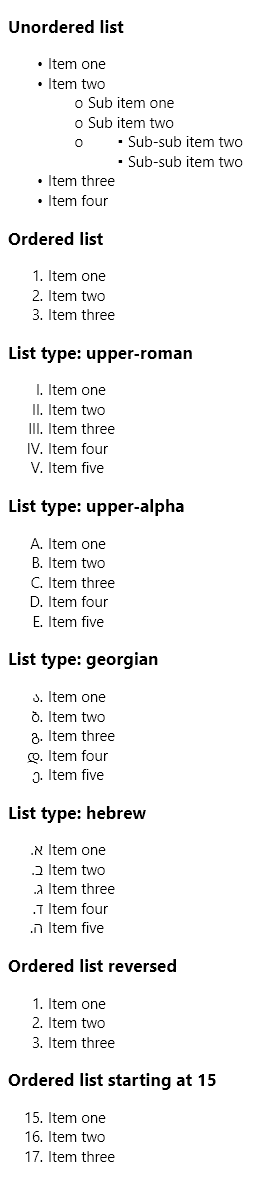 Unordered list
• Item one
• Item two
o Sub item one
o Sub item two
o ▪ Sub-sub item two
▪ Sub-sub item two
• Item three
• Item four
Ordered list
1. Item one
2. Item two
3. Item three
List type: upper-roman
I. Item one
II. Item two
III. Item three
IV. Item four
V. Item five
List type: upper-alpha
A. Item one
B. Item two
C. Item three
D. Item four
E. Item five
List type: georgian
ა. Item one
ბ. Item two
გ. Item three
დ. Item four
ე. Item five
List type: hebrew
א. Item one
ב. Item two
ג. Item three
ד. Item four
ה. Item five
Ordered list reversed
1. Item one
2. Item two
3. Item three
Ordered list starting at 15
15. Item one
16. Item two
17. Item three